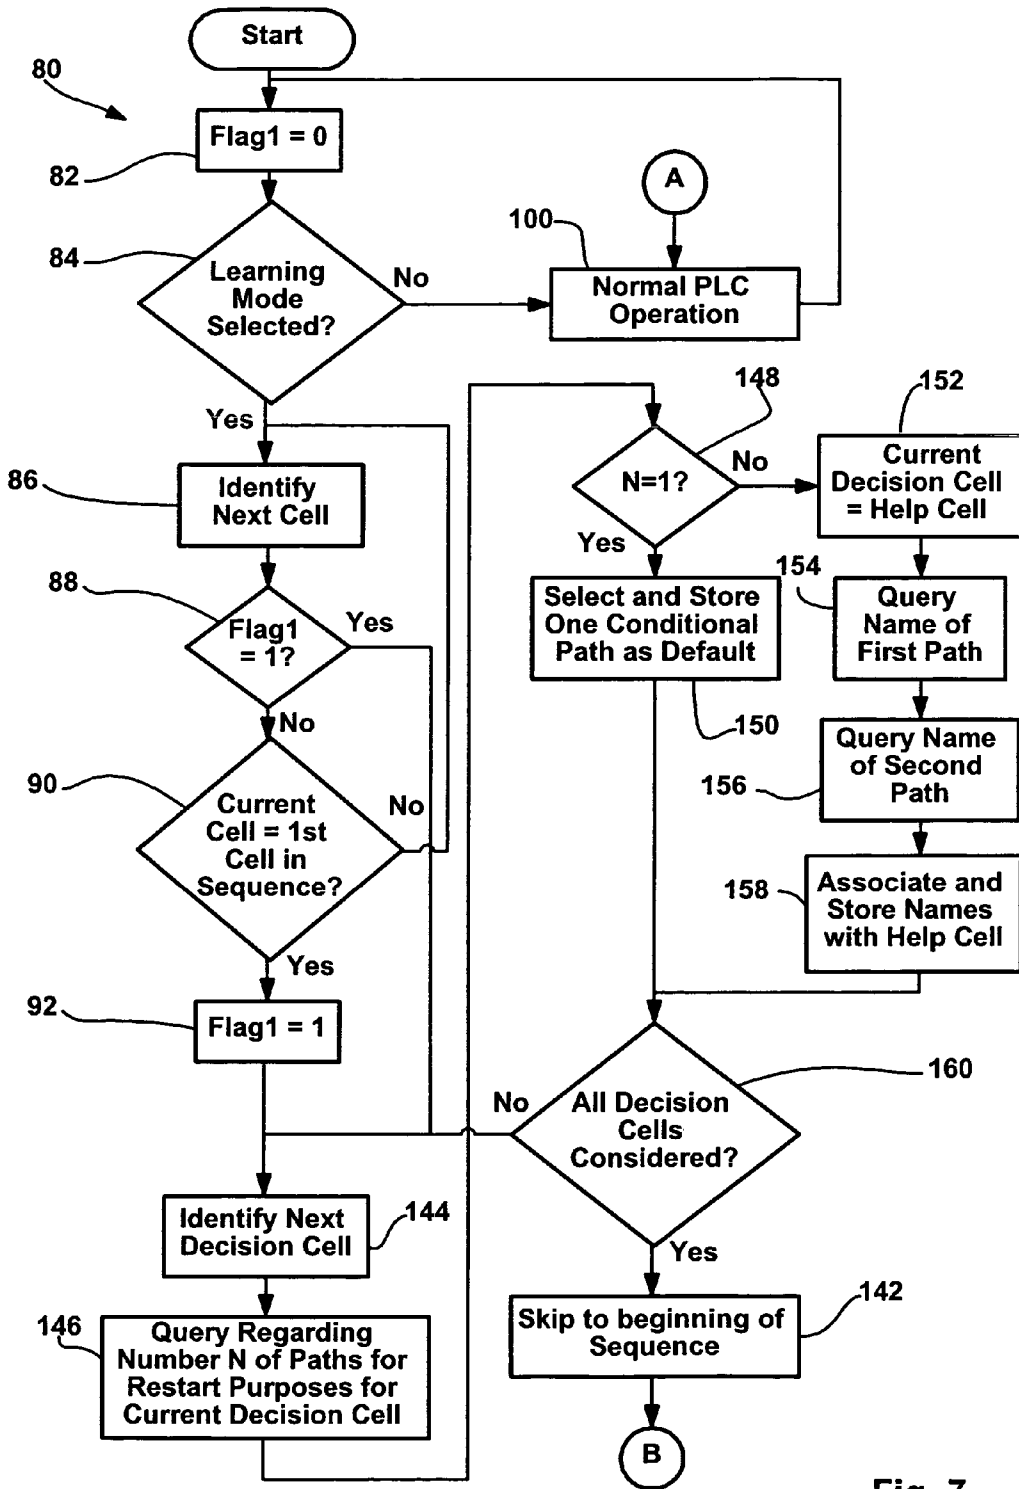 Start
80
Flag1 = 0
82
A
100
84
Learning
Mode
Selected?
No
Normal PLC
Operation
148
152
Yes
86
Identify
Next Cell
N=1?
No
Current
Decision Cell
= Help Cell
Yes
88
Flag1
= 1?
Yes
Select and Store
One Conditional
Path as Default
154
Query
Name of
First Path
No
150
Query Name
of Second
Path
156
90
Current
Cell = 1st
Cell in
Sequence?
No
158
Associate and
Store Names
with Help Cell
Yes
92
Flag1 = 1
160
No
All Decision
Cells
Considered?
Identify Next
Decision Cell
144
Yes
142
Skip to beginning of
Sequence
146
Query Regarding
Number N of Paths for
Restart Purposes for
Current Decision Cell
B
Fig. 7